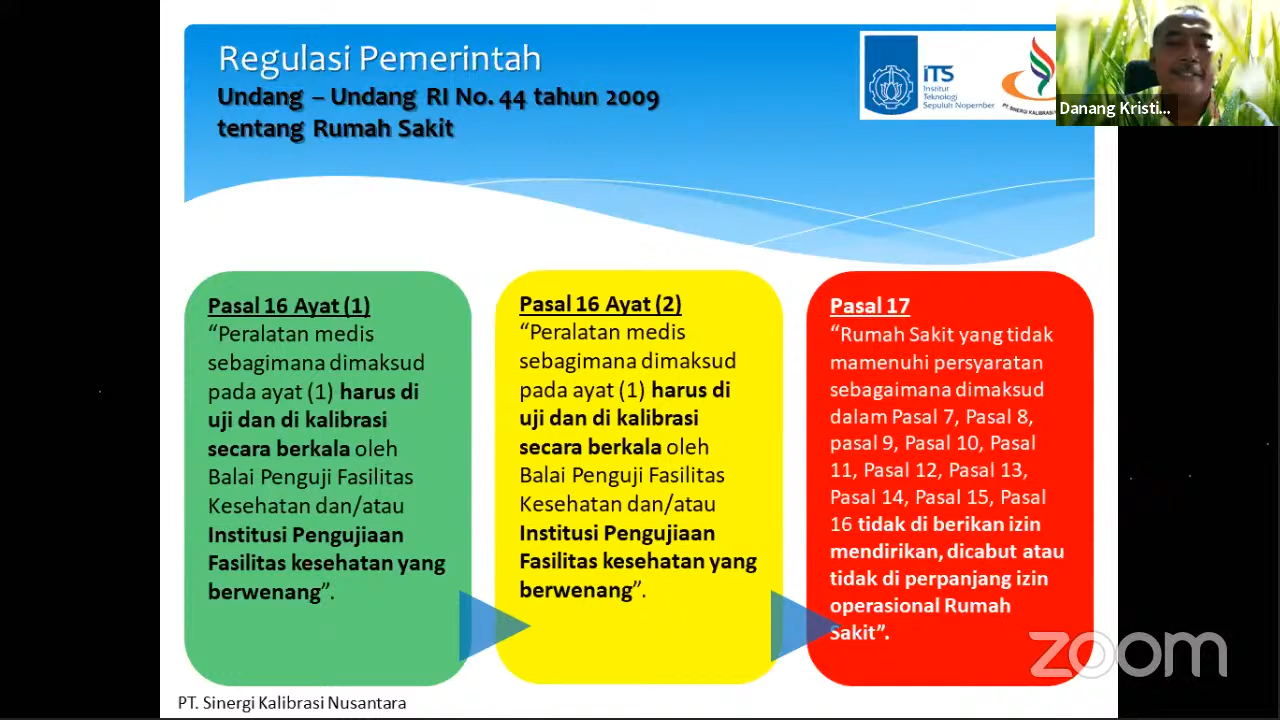 Regulasi Pemerintah
Undang – Undang RI No. 44 tahun 2009
tentang Rumah Sakit
ITS
Institut
Teknologi
Sepuluh Nopember
PT. SINERGI KALIBRASI
Danang Kristi...
Pasal 16 Ayat (1)
“Peralatan medis
sebagimana dimaksud
pada ayat (1) harus di
uji dan di kalibrasi
secara berkala oleh
Balai Penguji Fasilitas
Kesehatan dan/atau
Institusi Pengujiaan
Fasilitas kesehatan yang
berwenang”.
Pasal 16 Ayat (2)
“Peralatan medis
sebagimana dimaksud
pada ayat (1) harus di
uji dan di kalibrasi
secara berkala oleh
Balai Penguji Fasilitas
Kesehatan dan/atau
Institusi Pengujiaan
Fasilitas kesehatan yang
berwenang”.
Pasal 17
“Rumah Sakit yang tidak
mamenuhi persyaratan
sebagaimana dimaksud
dalam Pasal 7, Pasal 8,
pasal 9, Pasal 10, Pasal
11, Pasal 12, Pasal 13,
Pasal 14, Pasal 15, Pasal
16 tidak di berikan izin
mendirikan, dicabut atau
tidak di perpanjang izin
operasional Rumah
Sakit”.
zoom
PT. Sinergi Kalibrasi Nusantara